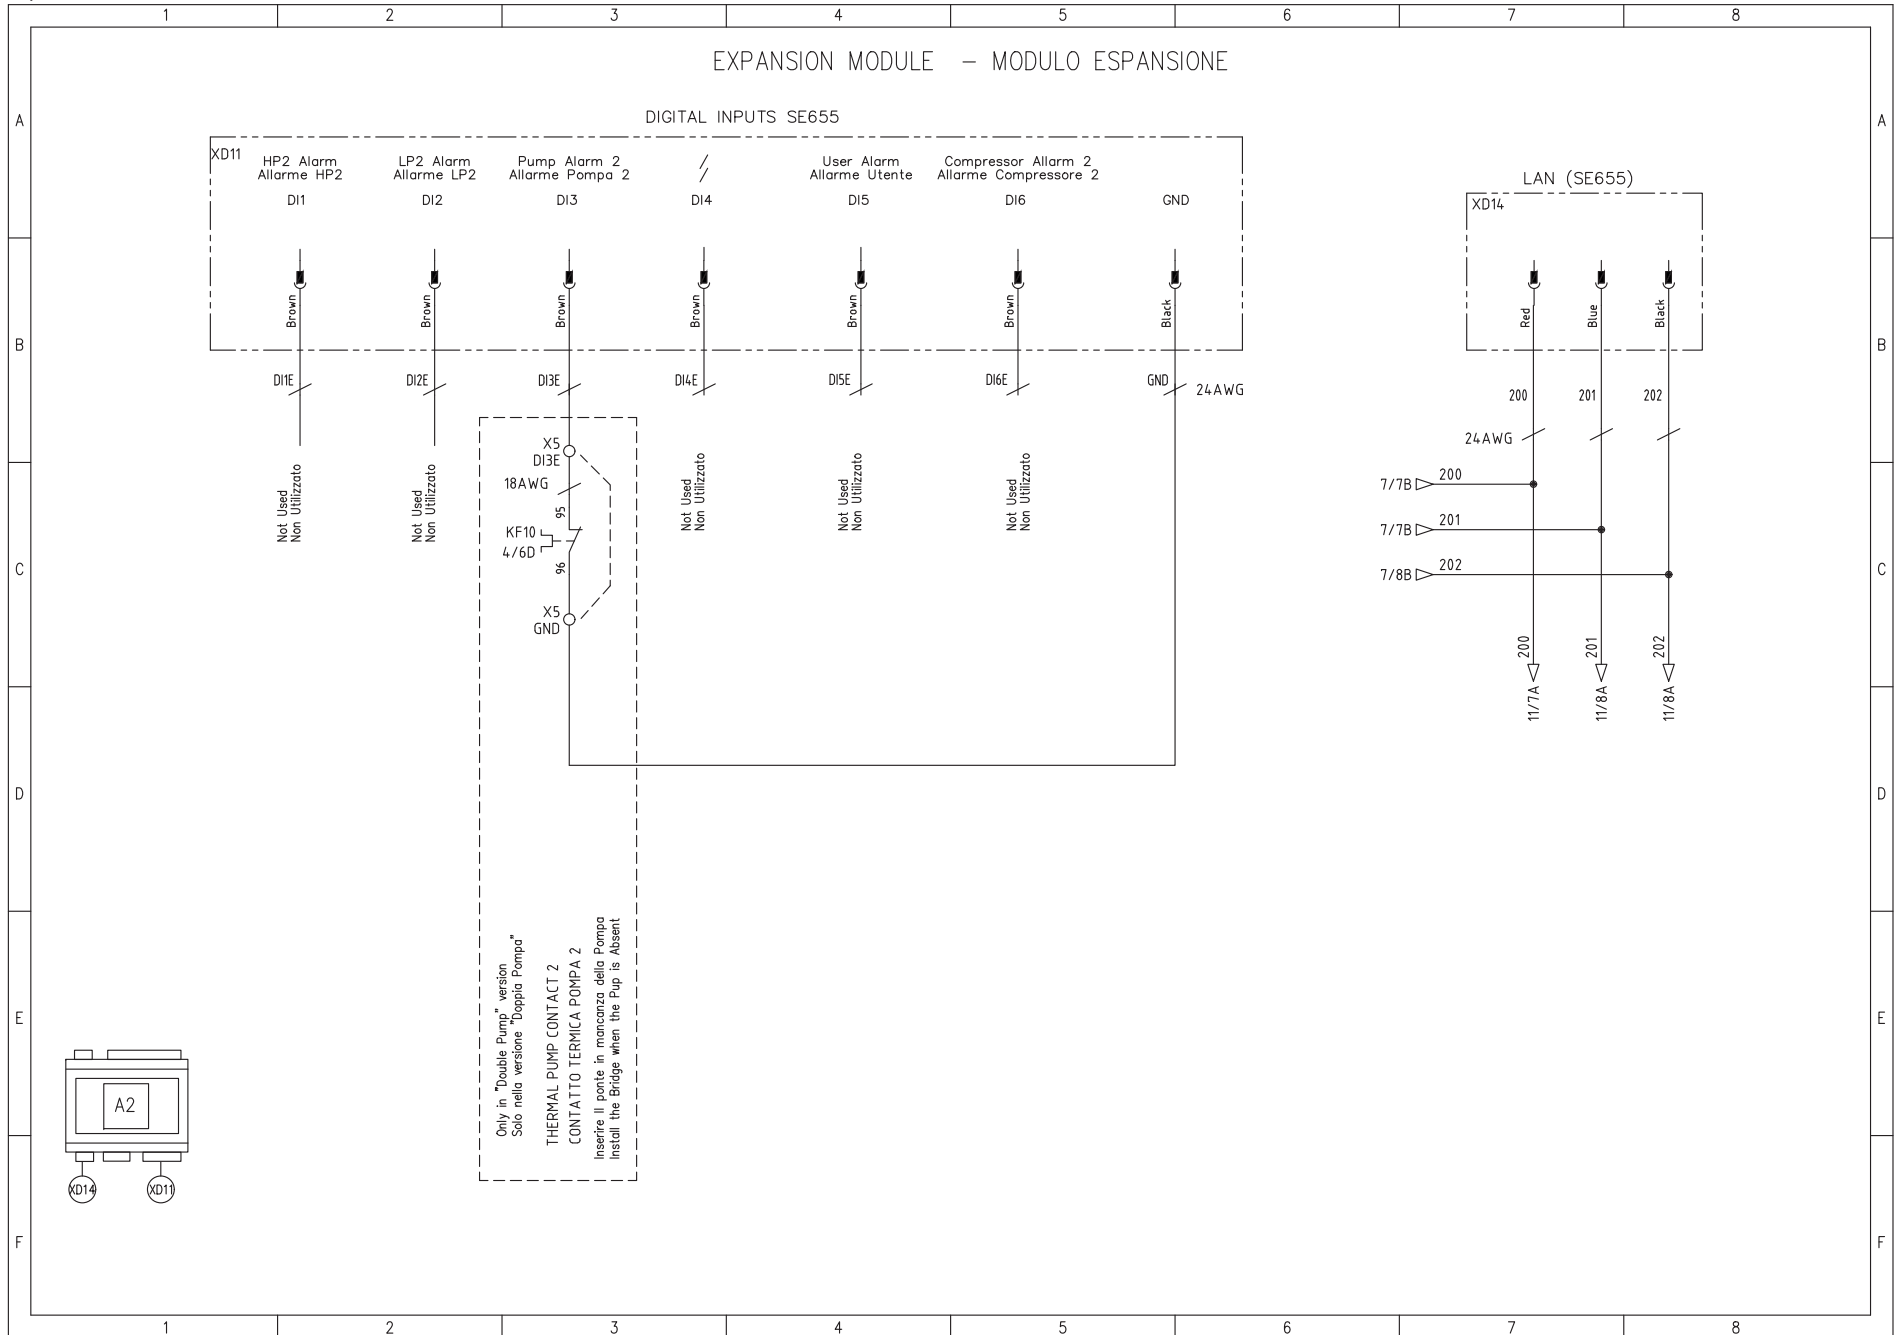 1 2 3 4 5 6 7 8
EXPANSION MODULE – MODULO ESPANSIONE
A A
DIGITAL INPUTS SE655
XD11
HP2 Alarm
Allarme HP2
DI1
LP2 Alarm
Allarme LP2
DI2
Pump Alarm 2
Allarme Pompa 2
DI3
/
/
DI4
User Alarm
Allarme Utente
DI5
Compressor Allarm 2
Allarme Compressore 2
DI6
GND
LAN (SE655)
XD14
Brown
Brown
Brown
Brown
Brown
Brown
Black
Red
Blue
Black
B B
DI1E
DI2E
DI3E
DI4E
DI5E
DI6E
GND
24AWG
200
201
202
24AWG
Not Used
Non Utilizzato
Not Used
Non Utilizzato
X5
DI3E
18AWG
95
KF10
4/6D
96
X5
GND
Not Used
Non Utilizzato
Not Used
Non Utilizzato
Not Used
Non Utilizzato
7/7B 200
7/7B 201
7/8B 202
C C
200
201
202
11/7A
11/8A
11/8A
D D
Only in "Double Pump" version
Solo nella versione "Doppia Pompa"
THERMAL PUMP CONTACT 2
CONTATTO TERMICA POMPA 2
Inserire Il ponte in mancanza della Pompa
Install the Bridge when the Pup is Absent
E E
A2
XD14
XD11
F F
1 2 3 4 5 6 7 8